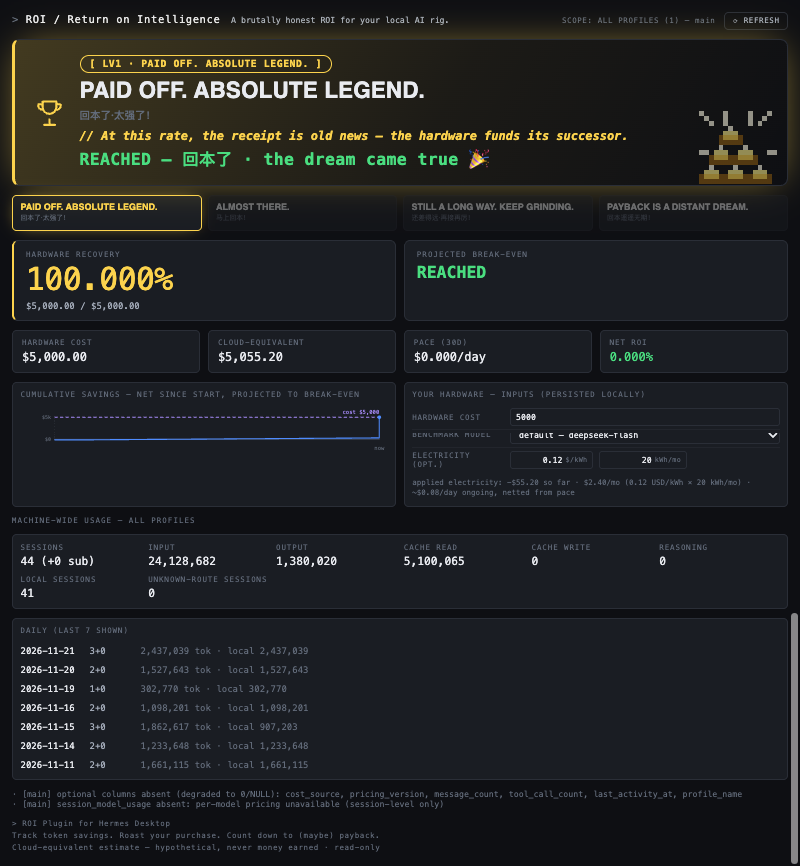 > ROI / Return on Intelligence A brutally honest ROI for your local AI rig.
SCOPE: ALL PROFILES (1) — main ◇ REFRESH
[ LV1 · PAID OFF. ABSOLUTE LEGEND. ]
PAID OFF. ABSOLUTE LEGEND.
回本了·太强了!
// At this rate, the receipt is old news — the hardware funds its successor.
REACHED — 回本了 · the dream came true 🎉
PAID OFF. ABSOLUTE LEGEND.
回本了·太强了!
ALMOST THERE.
马上回本!
STILL A LONG WAY. KEEP GRINDING.
PAYBACK IS A DISTANT DREAM.
HARDWARE RECOVERY
100.000%
$5,000.00 / $5,000.00
PROJECTED BREAK-EVEN
REACHED
HARDWARE COST
$5,000.00
CLOUD-EQUIVALENT
$5,055.20
PACE (30D)
$0.000/day
NET ROI
0.000%
CUMULATIVE SAVINGS — NET SINCE START, PROJECTED TO BREAK-EVEN
cost $5,000
$5k
$0
now
YOUR HARDWARE — INPUTS (PERSISTED LOCALLY)
HARDWARE COST 5000
BENCHMARK MODEL default — deepseek-flash
ELECTRICITY (OPT.) 0.12 $/kWh 20 kWh/mo
applied electricity: −$55.20 so far · $2.40/mo (0.12 USD/kWh × 20 kWh/mo) ·
~$0.08/day ongoing, netted from pace
MACHINE-WIDE USAGE — ALL PROFILES
SESSIONS INPUT OUTPUT CACHE READ CACHE WRITE REASONING
44 (+0 sub) 24,128,682 1,380,020 5,100,065 0 0
LOCAL SESSIONS UNKNOWN-ROUTE SESSIONS
41 0
DAILY (LAST 7 SHOWN)
2026-11-21 3+0 2,437,039 tok · local 2,437,039
2026-11-20 2+0 1,527,643 tok · local 1,527,643
2026-11-19 1+0 302,770 tok · local 302,770
2026-11-16 2+0 1,098,201 tok · local 1,098,201
2026-11-15 3+0 1,862,617 tok · local 907,203
2026-11-14 2+0 1,233,648 tok · local 1,233,648
2026-11-11 2+0 1,661,115 tok · local 1,661,115
· [main] optional columns absent (degraded to 0/NULL): cost_source, pricing_version, message_count, tool_call_count, last_activity_at, profile_name
· [main] session_model_usage absent: per-model pricing unavailable (session-level only)
> ROI Plugin for Hermes Desktop
Track token savings. Roast your purchase. Count down to (maybe) payback.
Cloud-equivalent estimate — hypothetical, never money earned · read-only